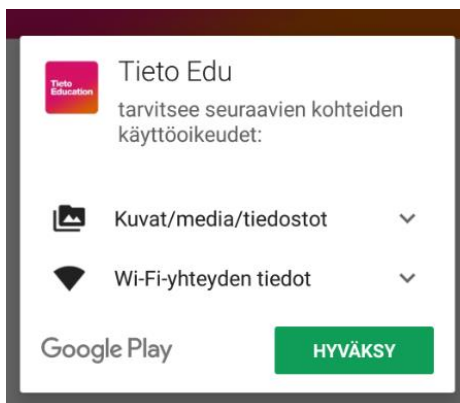 Tieto
Education
Tieto Edu
tarvitsee seuraavien kohteiden
käyttöoikeudet:
Kuvat/media/tiedostot
Wi-Fi-yhteyden tiedot
Google Play
HYVÄKSY